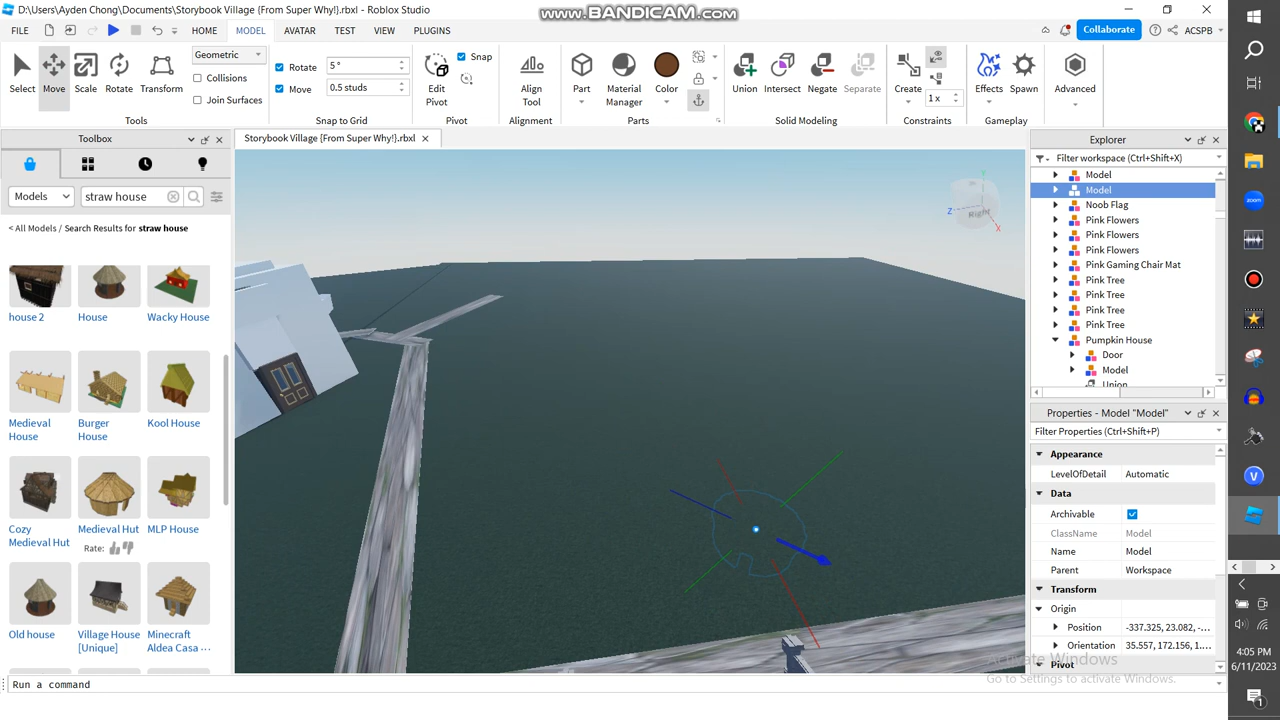 D:\Users\Ayden Chong\Documents\Storybook Village {From Super Why!}.rbxl - Roblox Studio
www.BANDICAM.com
FILE HOME MODEL AVATAR TEST VIEW PLUGINS Collaborate ACSPB
Select Move Scale Rotate Transform
Geometric
Collisions
Join Surfaces
Tools
Rotate 5 °
Move 0.5 studs
Snap to Grid
Edit Pivot
Snap
Pivot
Align Tool
Alignment
Part Material Manager Color
Parts
Union Intersect Negate Separate
Solid Modeling
Create
1 x
Constraints
Effects Spawn
Gameplay
Advanced
Toolbox
Models straw house
< All Models / Search Results for straw house
house 2 House Wacky House
Medieval House Burger House Kool House
Cozy Medieval Hut Medieval Hut MLP House
Rate:
Old house Village House [Unique] Minecraft Aldea Casa ...
Storybook Village {From Super Why!}.rbxl
Right
Z
X
Y
Explorer
Filter workspace (Ctrl+Shift+X)
Model
Model
Noob Flag
Pink Flowers
Pink Flowers
Pink Flowers
Pink Gaming Chair Mat
Pink Tree
Pink Tree
Pink Tree
Pink Tree
Pumpkin House
Door
Model
Union
Properties - Model "Model"
Filter Properties (Ctrl+Shift+P)
Appearance
LevelOfDetail Automatic
Data
Archivable
ClassName Model
Name Model
Parent Workspace
Transform
Origin
Position -337.325, 23.082, -...
Orientation 35.557, 172.156, 1....
Pivot
Activate Windows
Go to Settings to activate Windows.
Run a command
zoom
4:05 PM
6/11/2023
1